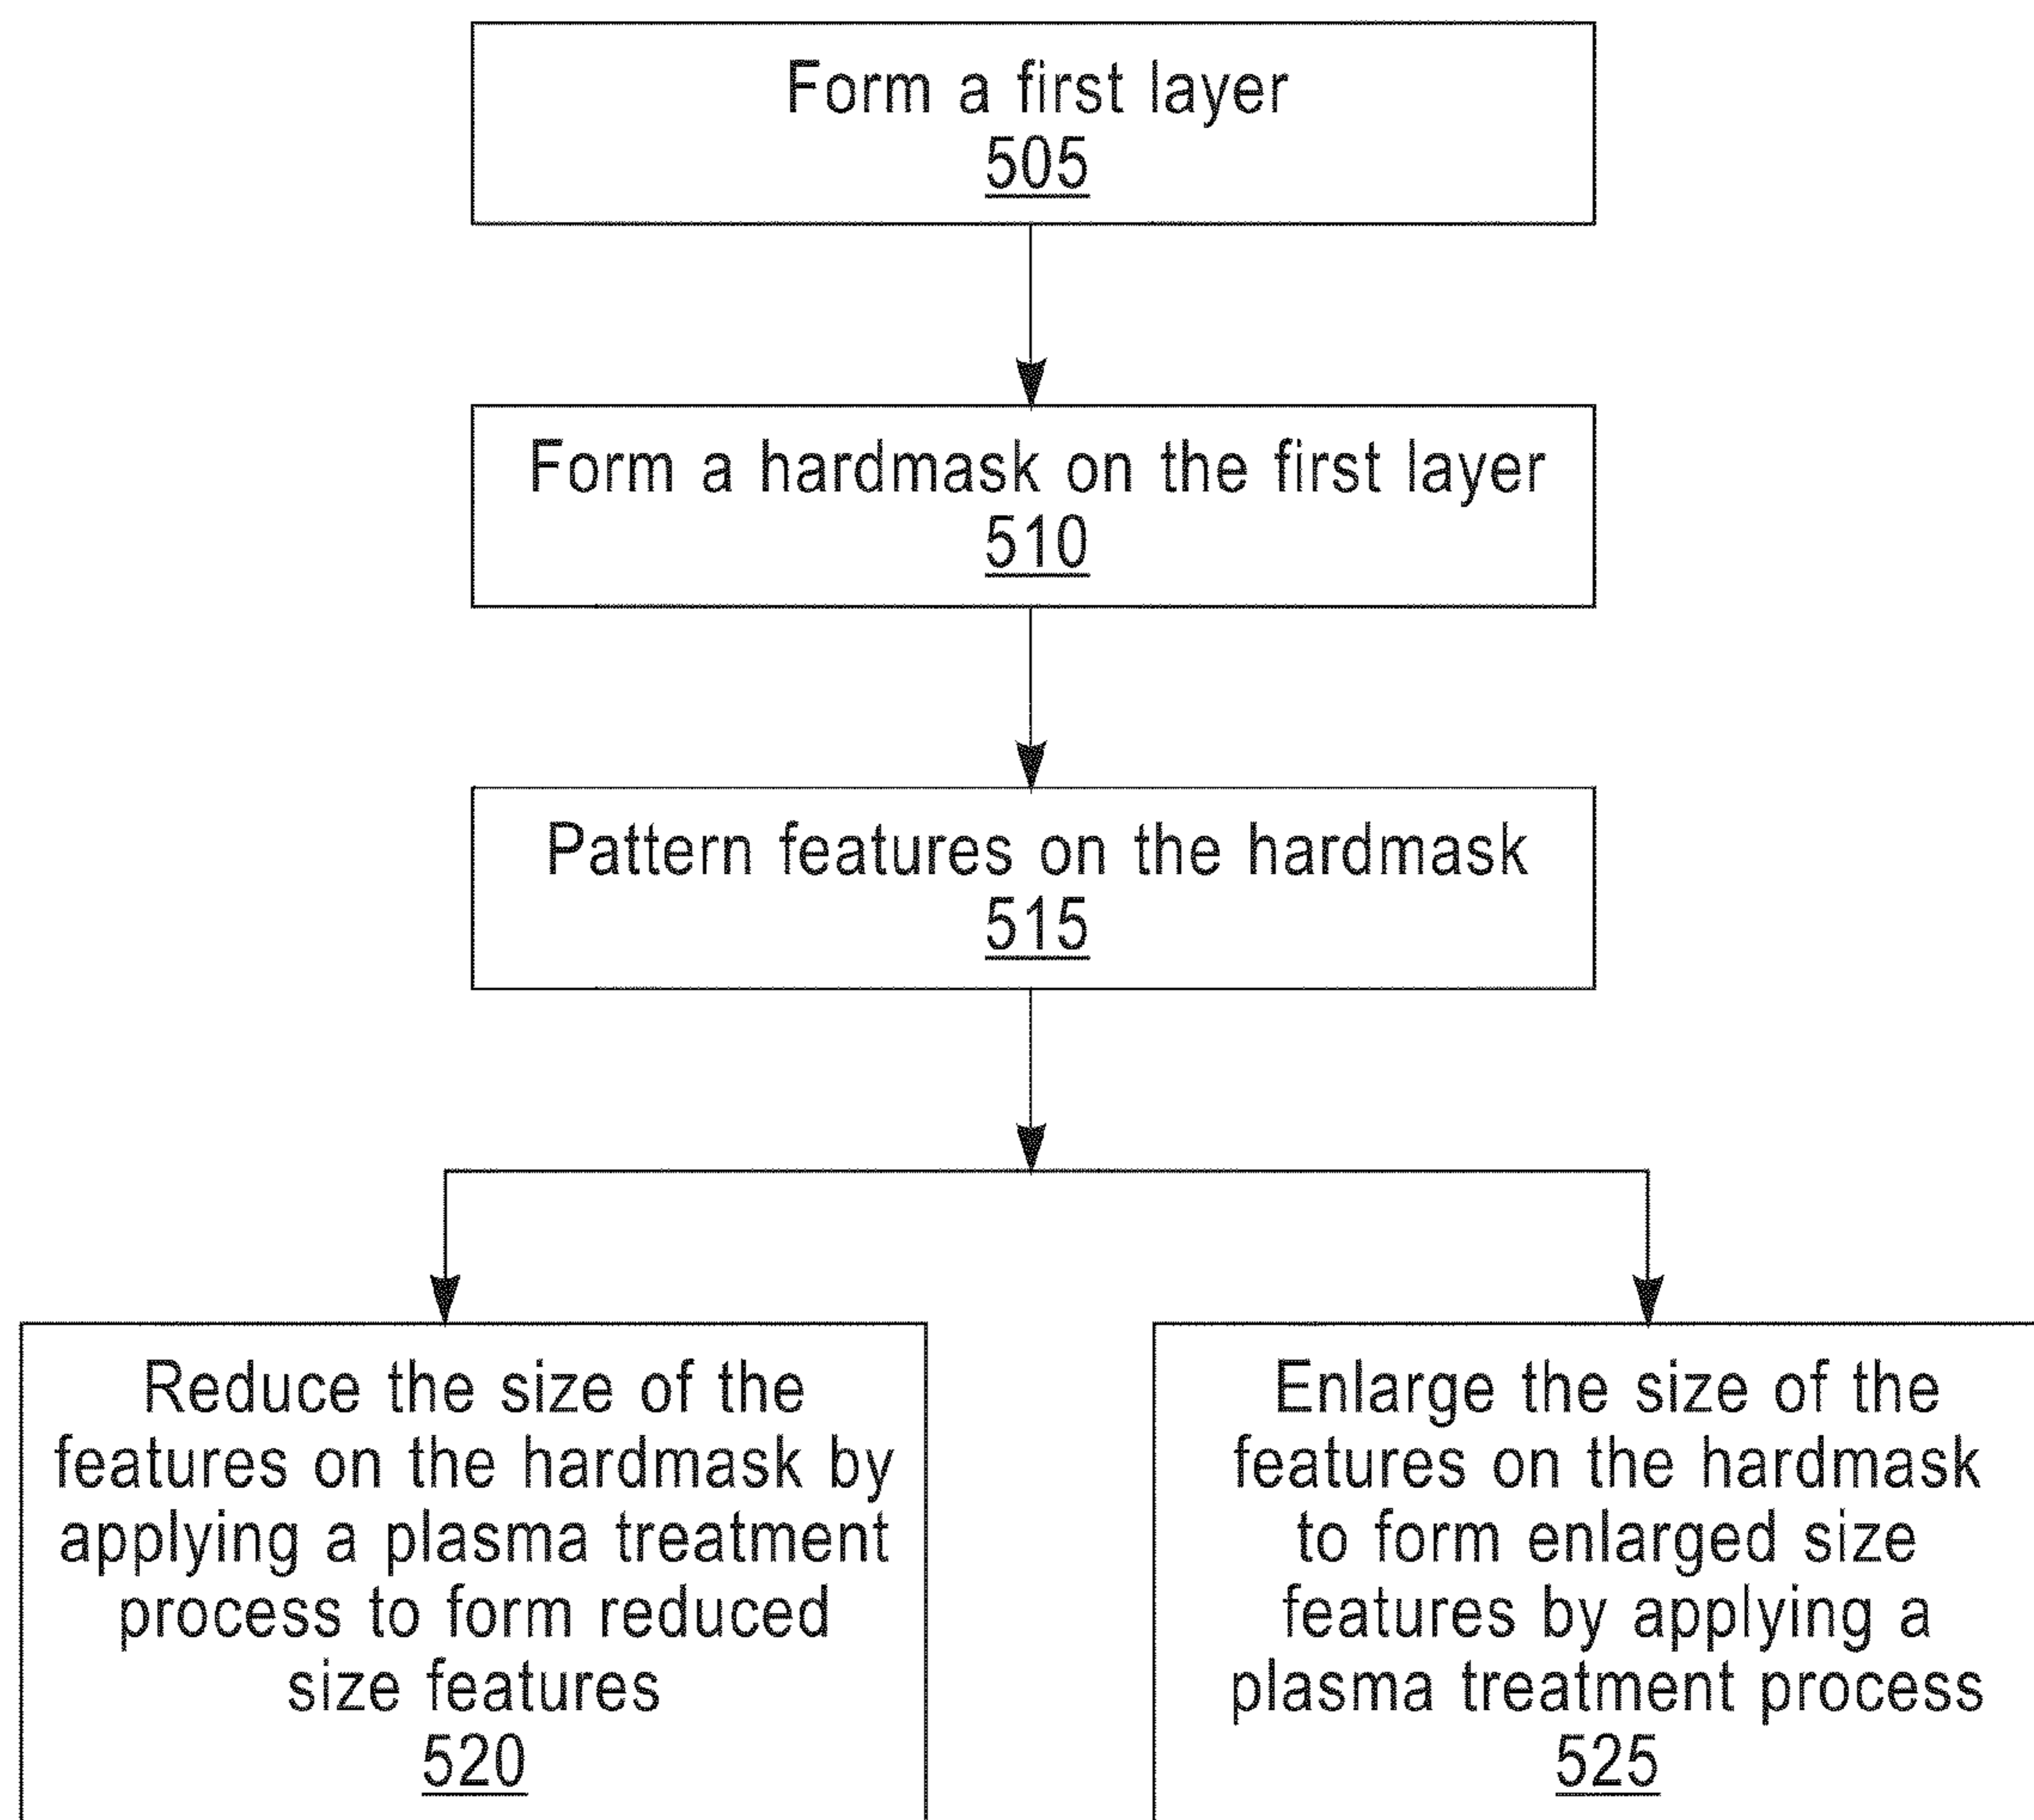 Form a first layer
505
Form a hardmask on the first layer
510
Pattern features on the hardmask
515
Reduce the size of the
features on the hardmask by
applying a plasma treatment
process to form reduced
size features
520
Enlarge the size of the
features on the hardmask
to form enlarged size
features by applying a
plasma treatment process
525